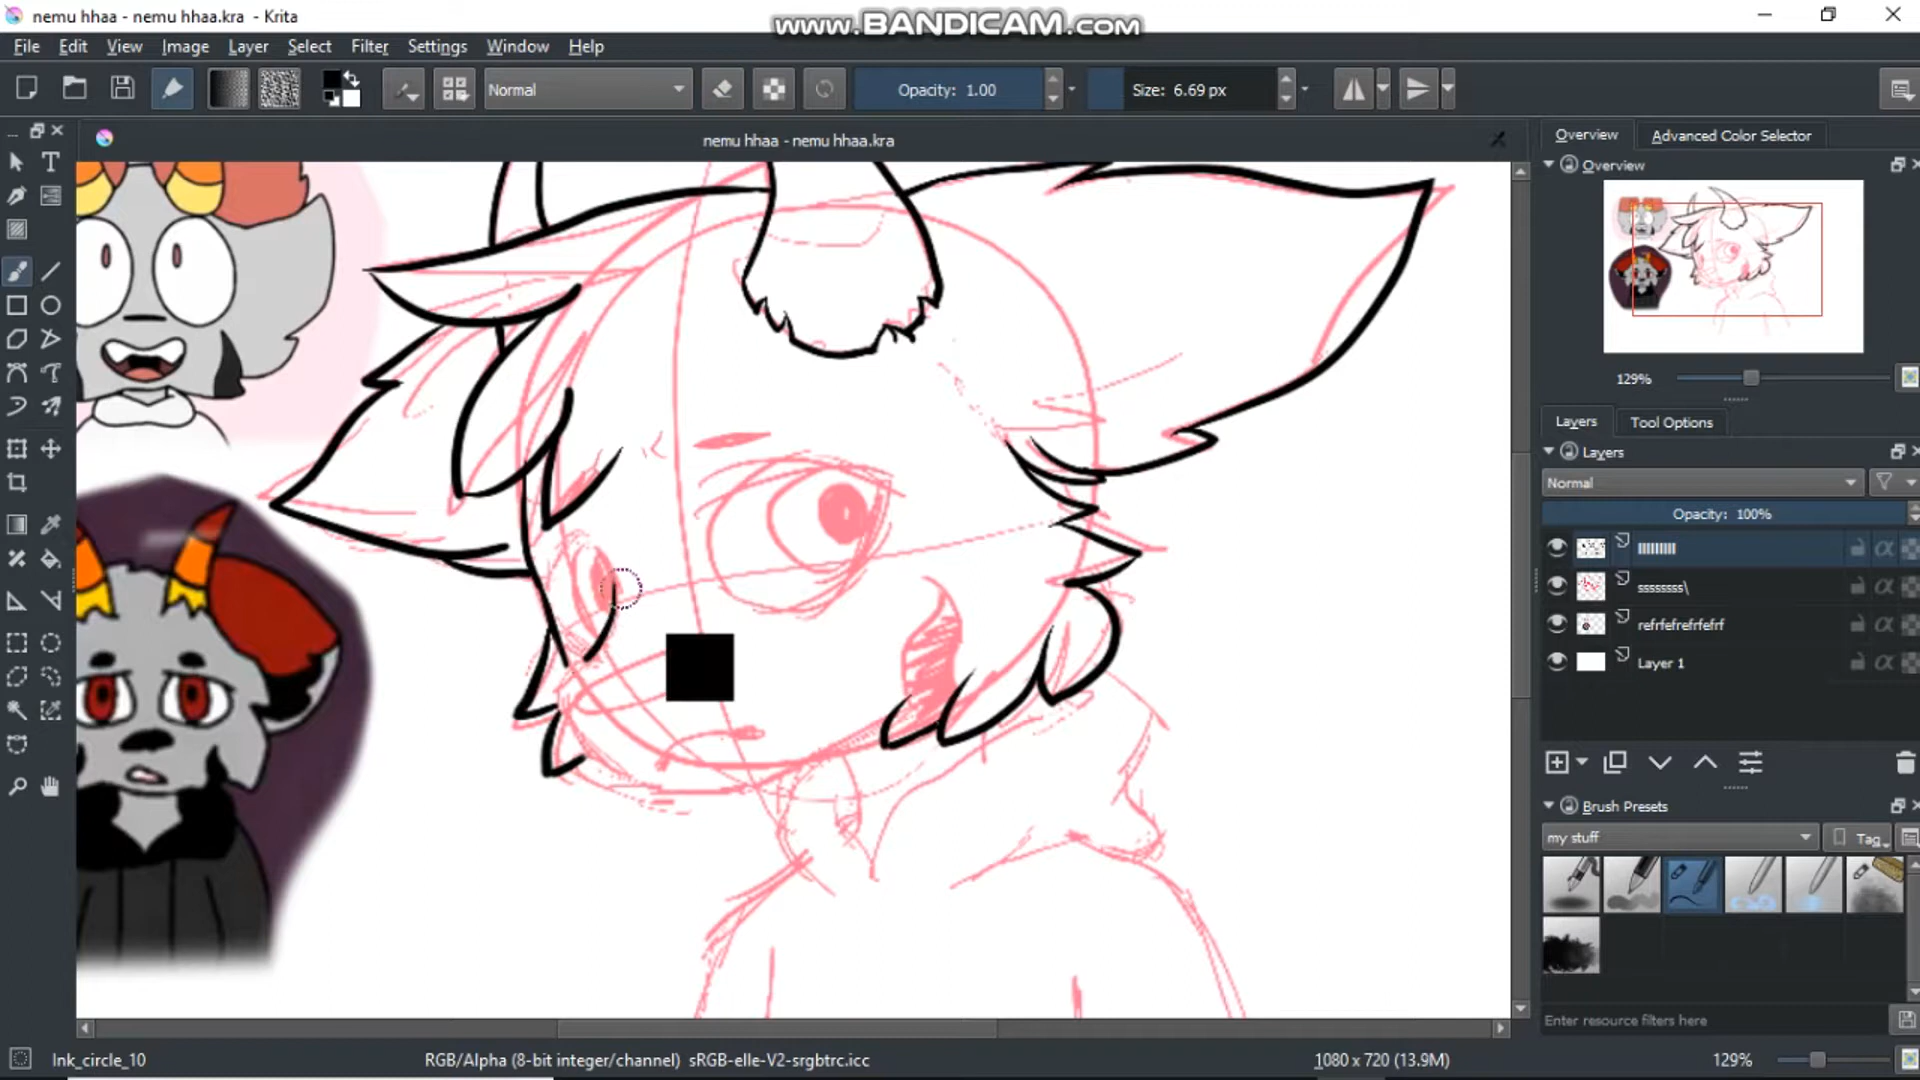 nemu hhaa - nemu hhaa.kra  - Krita
www.BANDICAM.com
File Edit View Image Layer Select Filter Settings Window Help
Normal
Opacity: 1.00
Size: 6.69 px
nemu hhaa - nemu hhaa.kra
Overview
Advanced Color Selector
Overview
129%
Layers
Tool Options
Layers
Normal
Opacity: 100%
ssssssss\
refrfefrefrfefrf
Layer 1
Brush Presets
my stuff
Tag
Enter resource filters here
Ink_circle_10
RGB/Alpha (8-bit integer/channel)  sRGB-elle-V2-srgbtrc.icc
1080 x 720 (13.9M)
129%